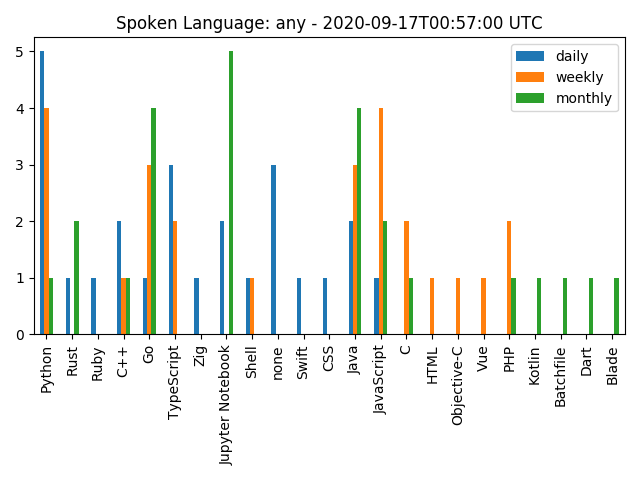 Spoken Language: any - 2020-09-17T00:57:00 UTC
daily
weekly
monthly
5
4
3
2
1
0
Python
Rust
Ruby
C++
Go
TypeScript
Zig
Jupyter Notebook
Shell
none
Swift
CSS
Java
JavaScript
C
HTML
Objective-C
Vue
PHP
Kotlin
Batchfile
Dart
Blade